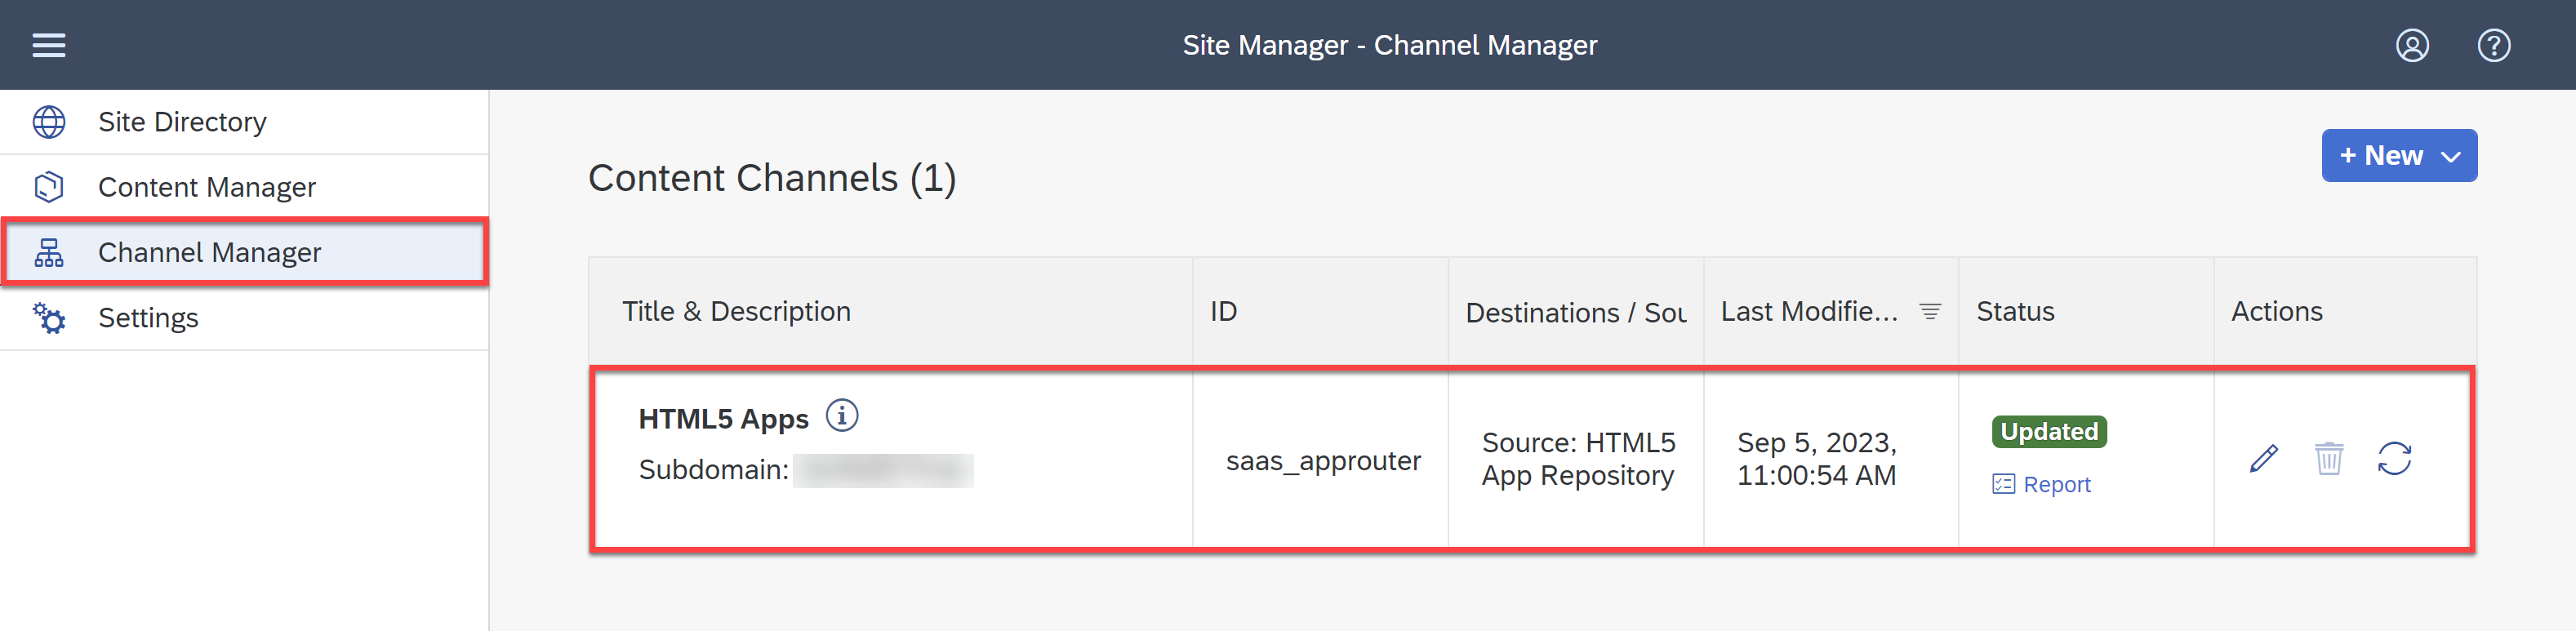 Site Manager - Channel Manager
Site Directory
Content Manager
Channel Manager
Settings
Content Channels (1)
+ New
Title & Description
ID
Destinations / Sou
Last Modifie...
Status
Actions
HTML5 Apps
Subdomain:
saas_approuter
Source: HTML5
App Repository
Sep 5, 2023,
11:00:54 AM
Updated
Report